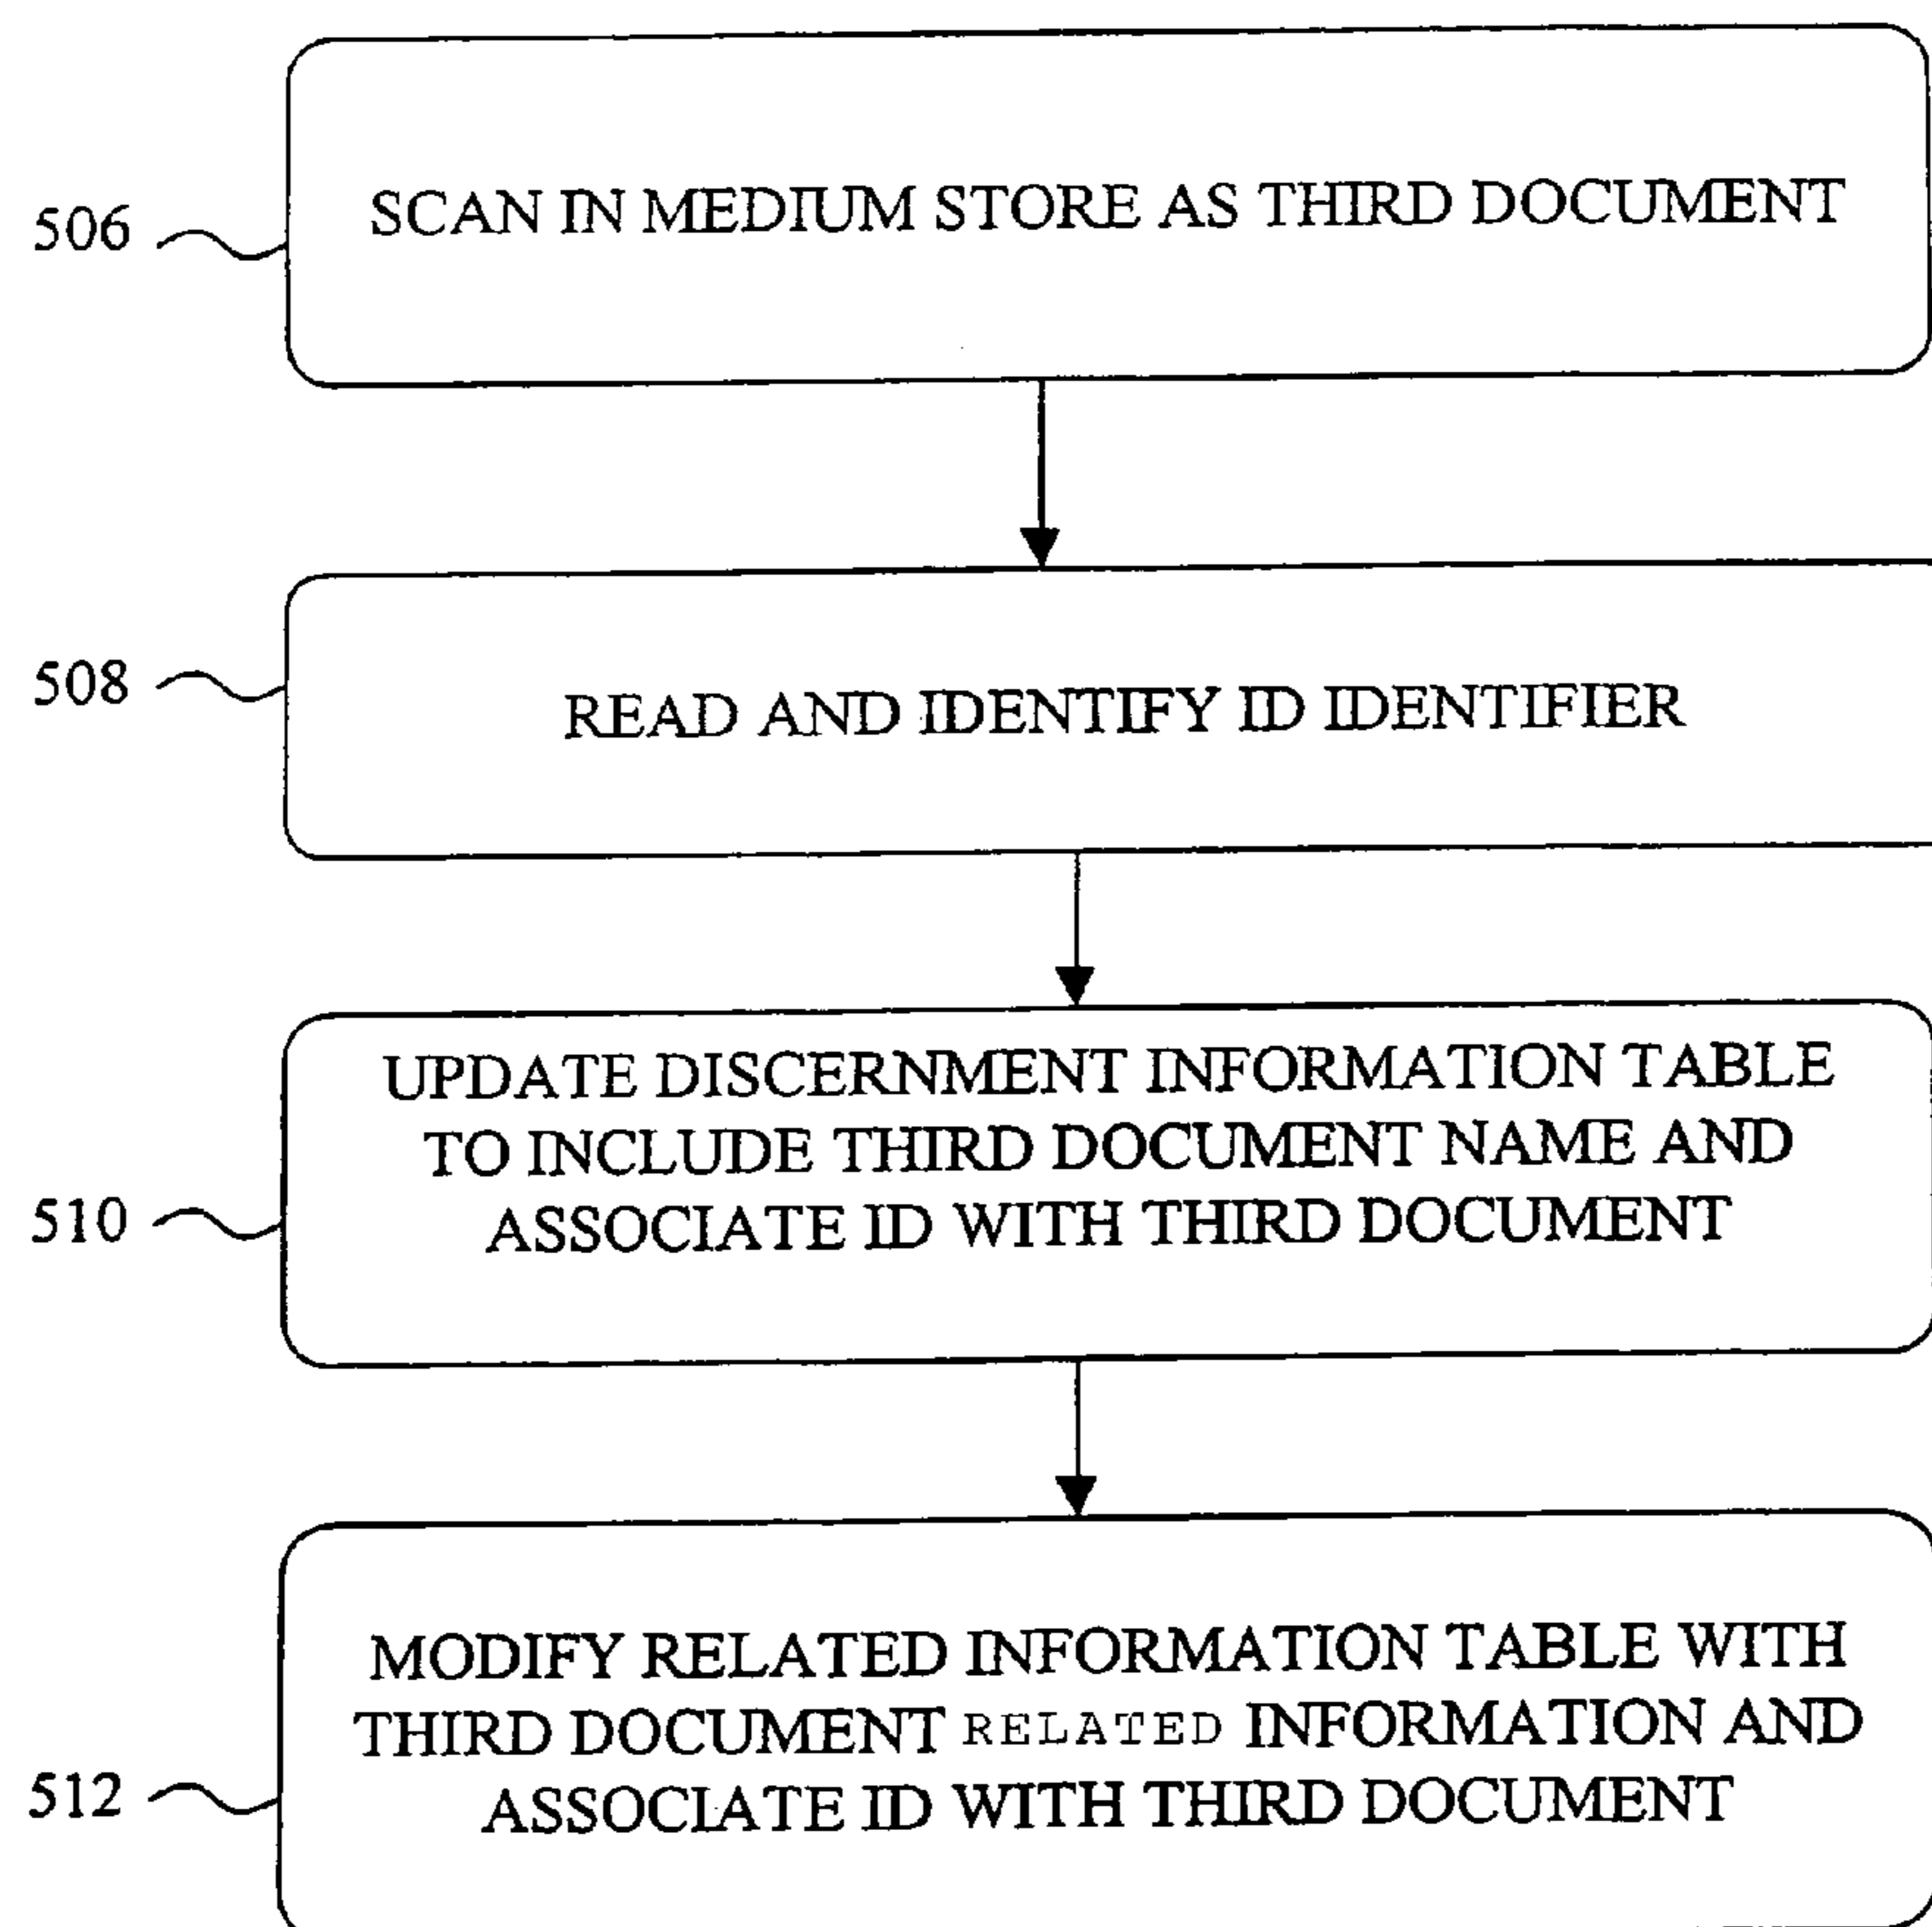 506
SCAN IN MEDIUM STORE AS THIRD DOCUMENT
508
READ AND IDENTIFY ID IDENTIFIER
UPDATE DISCERNMENT INFORMATION TABLE
TO INCLUDE THIRD DOCUMENT NAME AND
ASSOCIATE ID WITH THIRD DOCUMENT
510
MODIFY RELATED INFORMATION TABLE WITH
THIRD DOCUMENT RELATED INFORMATION AND
ASSOCIATE ID WITH THIRD DOCUMENT
512